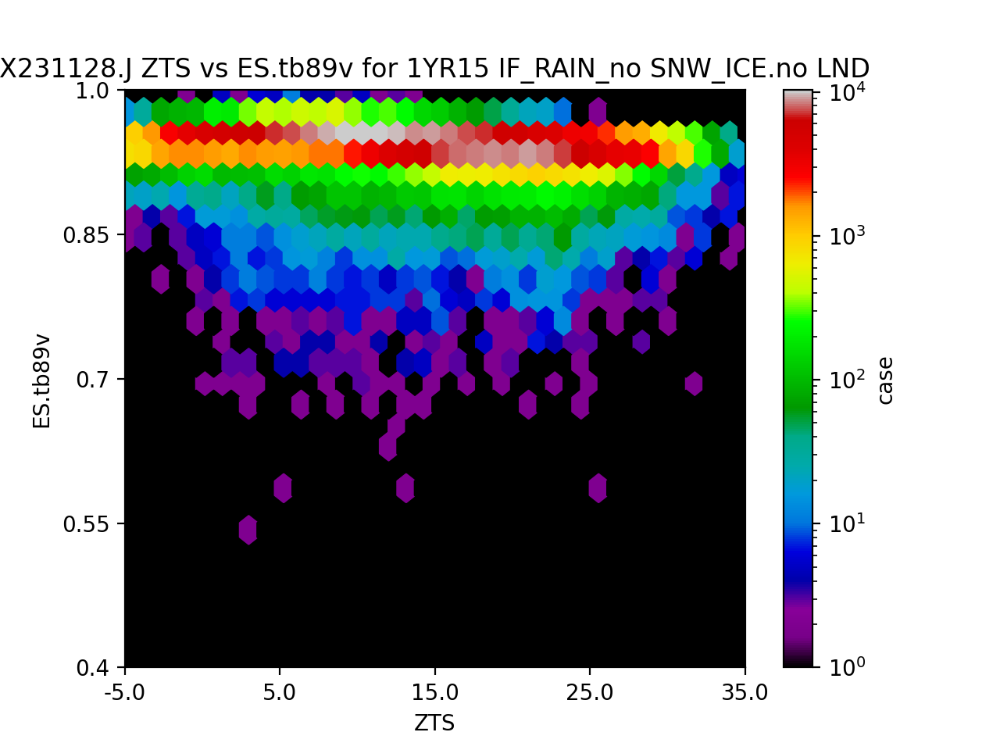 X231128.J ZTS vs ES.tb89v for 1YR15 IF_RAIN_no SNW_ICE.no LND
1.0
0.85
0.7
0.55
0.4
ES.tb89v
-5.0 5.0 15.0 25.0 35.0
ZTS
10^4
10^3
10^2
10^1
10^0
case